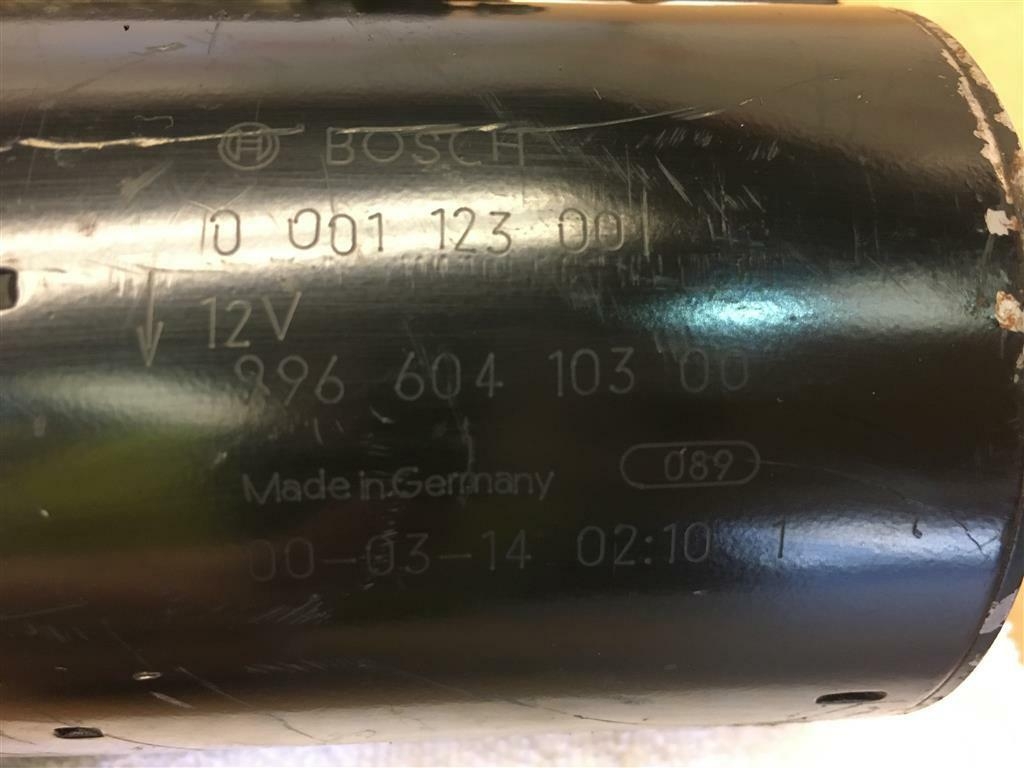 BOSCH
0 001 123 001
12V
996 604 103 00
Made in Germany
089
00-03-14 02:10 1